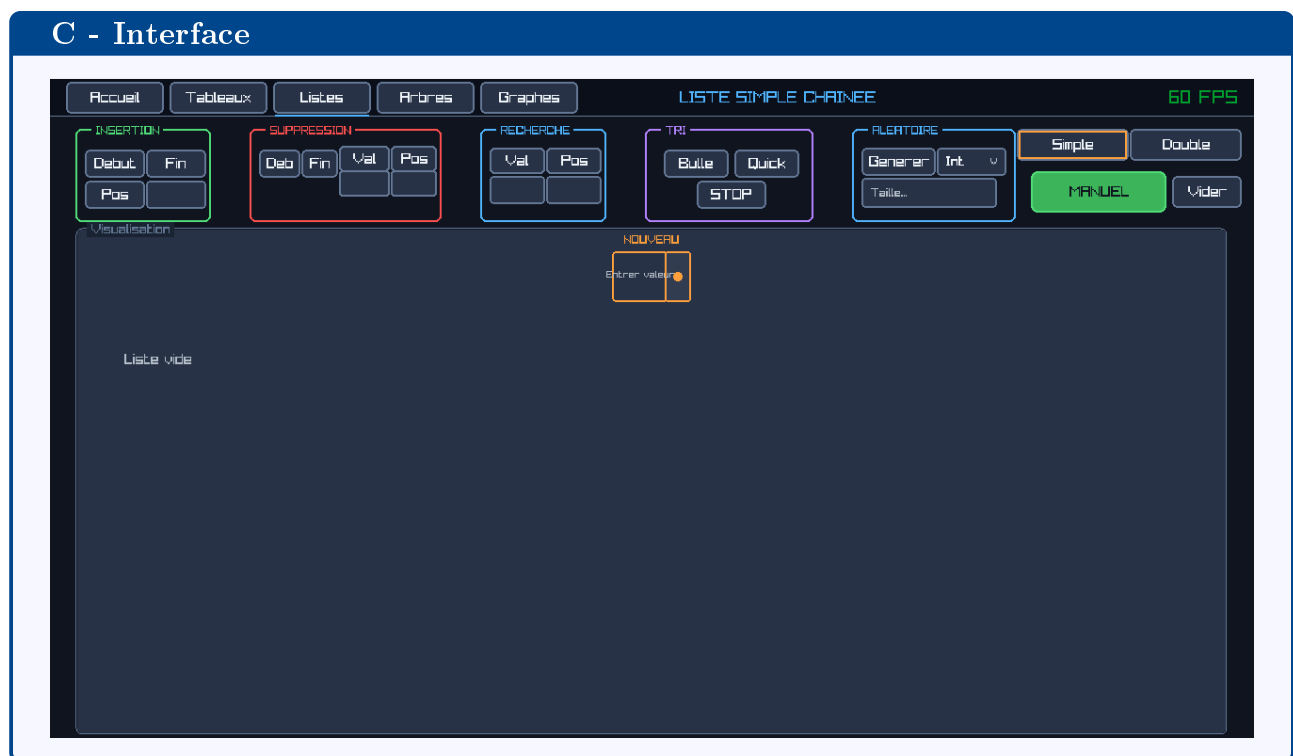 C - Interface
Accueil Tableaux Listes Arbres Graphes LISTE SIMPLE CHAINEE 60 FPS
INSERTION SUPPRESSION RECHERCHE TRI ALEATOIRE
Debut Fin Deb Fin Val Pos Val Pos Bulle Quick Generer Int v Simple Double
Pos STOP Taille... MANUEL Vider
Visualisation
NOUVEAU
Entrer valeur
Liste vide